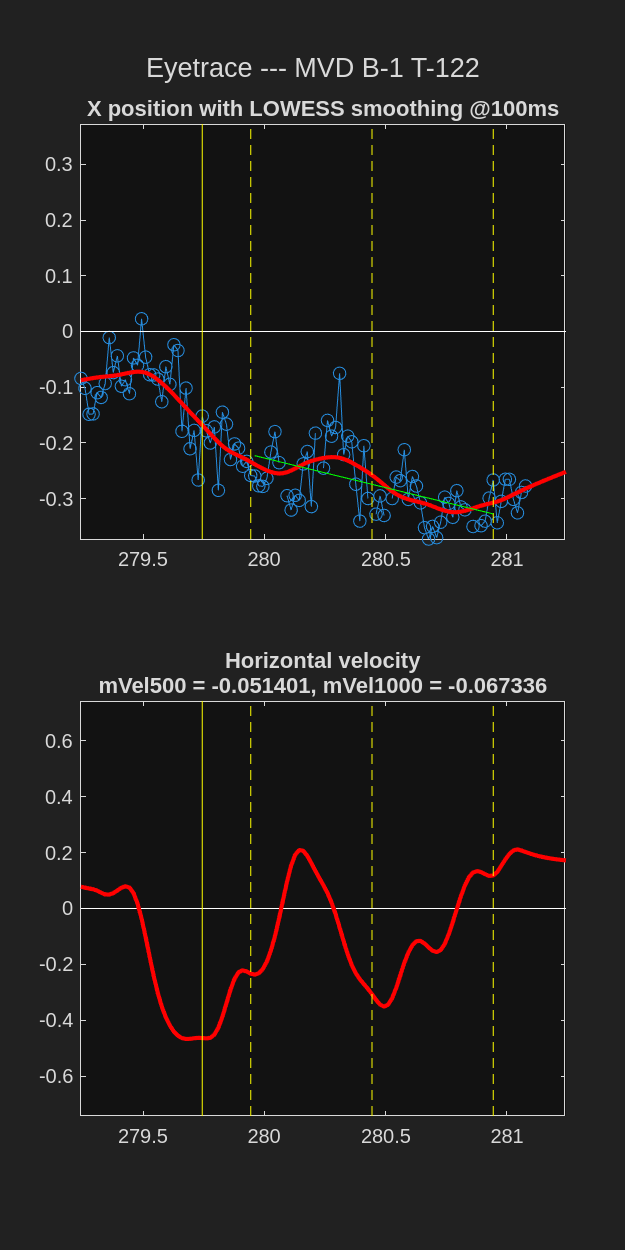 Eyetrace --- MVD B-1 T-122
X position with LOWESS smoothing @100ms
0.3
0.2
0.1
0
-0.1
-0.2
-0.3
279.5 280 280.5 281
Horizontal velocity
mVel500 = -0.051401, mVel1000 = -0.067336
0.6
0.4
0.2
0
-0.2
-0.4
-0.6
279.5 280 280.5 281